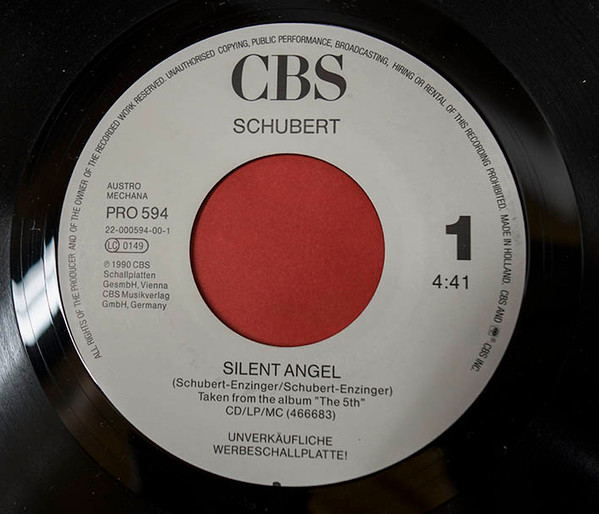 ALL RIGHTS OF THE PRODUCER AND OF THE OWNER OF THE RECORDED WORK RESERVED. UNAUTHORISED COPYING, PUBLIC PERFORMANCE, BROADCASTING, HIRING OR RENTAL OF THIS RECORDING PROHIBITED. MADE IN HOLLAND. CBS AND CBS INC.
CBS
SCHUBERT
AUSTRO
MECHANA
PRO 594
22-000594-00-1
LC 0149
℗ 1990 CBS
Schallplatten
GesmbH, Vienna
CBS Musikverlag
GmbH, Germany
1
4:41
SILENT ANGEL
(Schubert-Enzinger/Schubert-Enzinger)
Taken from the album "The 5th"
CD/LP/MC (466683)
UNVERKÄUFLICHE
WERBESCHALLPLATTE!